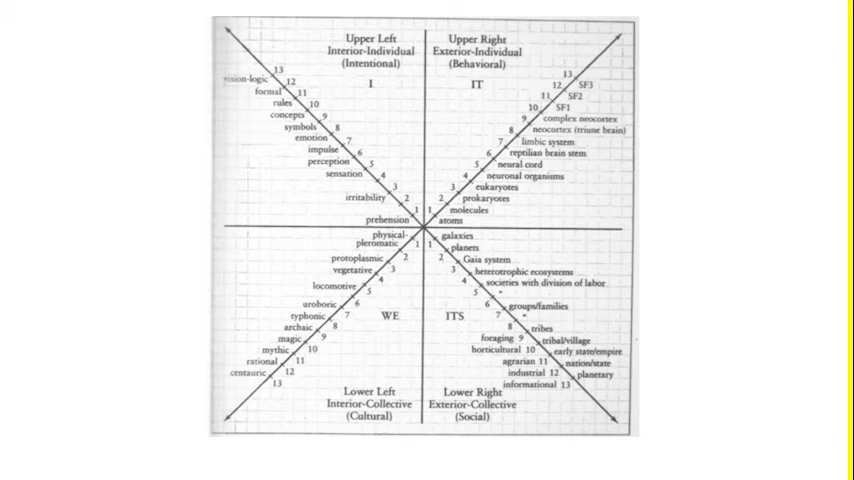 Upper Left
Interior-Individual
(Intentional)
I
Upper Right
Exterior-Individual
(Behavioral)
IT
13
vision-logic
12
formal
11
rules
10
concepts
9
symbols
8
emotion
7
impulse
6
perception
5
sensation
4
3
irritability
2
1
prehension
13
12
SF3
11
SF2
10
SF1
9
complex neocortex
8
neocortex (triune brain)
7
limbic system
6
reptilian brain stem
5
neural cord
4
neuronal organisms
3
eukaryotes
2
prokaryotes
1
molecules
atoms
physical-
pleromatic
1
protoplasmic
2
vegetative
3
4
locomotive
5
uroboric
6
typhonic
7
archaic
8
magic
9
mythic
10
rational
11
centauric
12
13
WE
Lower Left
Interior-Collective
(Cultural)
galaxies
1
planets
2
Gaia system
3
heterotrophic ecosystems
4
societies with division of labor
5
"
6
groups/families
7
"
8
tribes
foraging 9
tribal/village
horticultural 10
early state/empire
agrarian 11
nation/state
industrial 12
planetary
informational 13
ITS
Lower Right
Exterior-Collective
(Social)